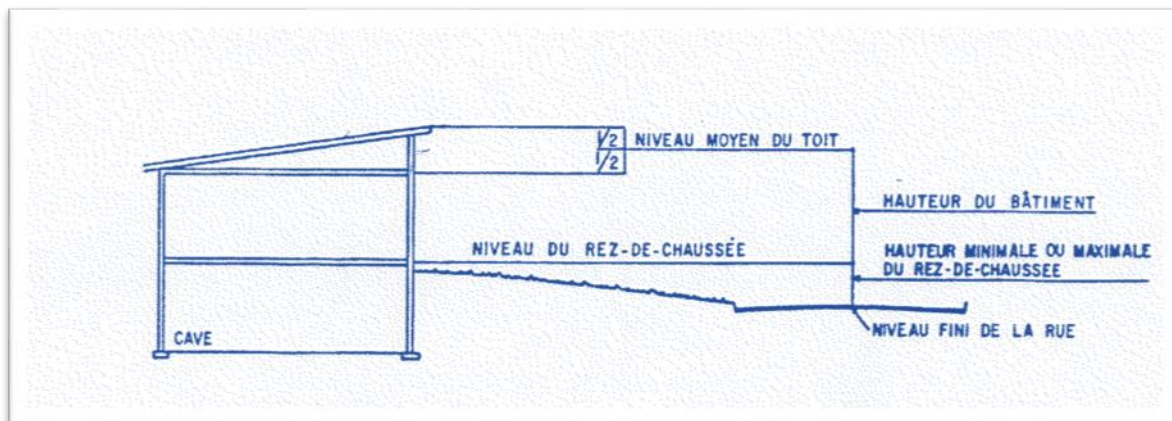 1/2 NIVEAU MOYEN DU TOIT
1/2
HAUTEUR DU BÂTIMENT
NIVEAU DU REZ-DE-CHAUSSÉE
HAUTEUR MINIMALE OU MAXIMALE
DU REZ-DE-CHAUSSEE
NIVEAU FINI DE LA RUE
CAVE